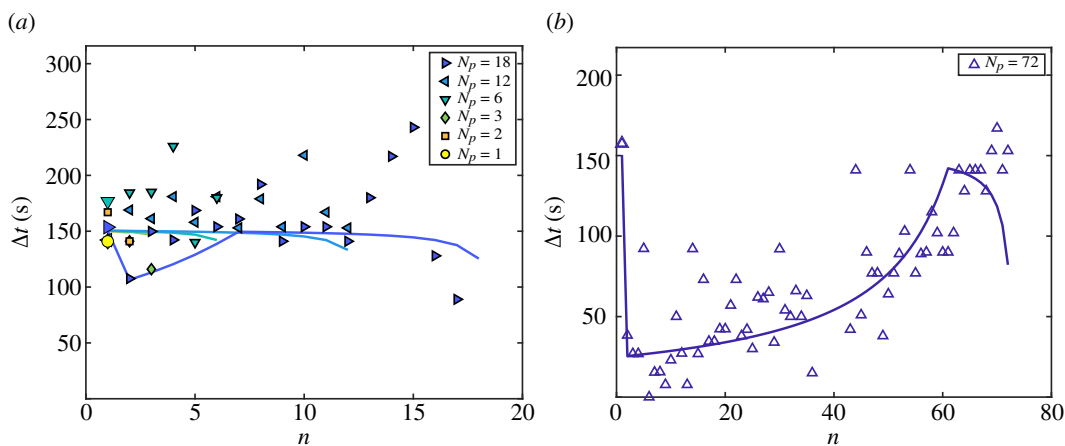 (a)
300
250
200
150
100
50
Δt (s)
0
5
10
15
20
n
N_p = 18
N_p = 12
N_p = 6
N_p = 3
N_p = 2
N_p = 1
(b)
200
150
100
50
Δt (s)
0
20
40
60
80
n
N_p = 72